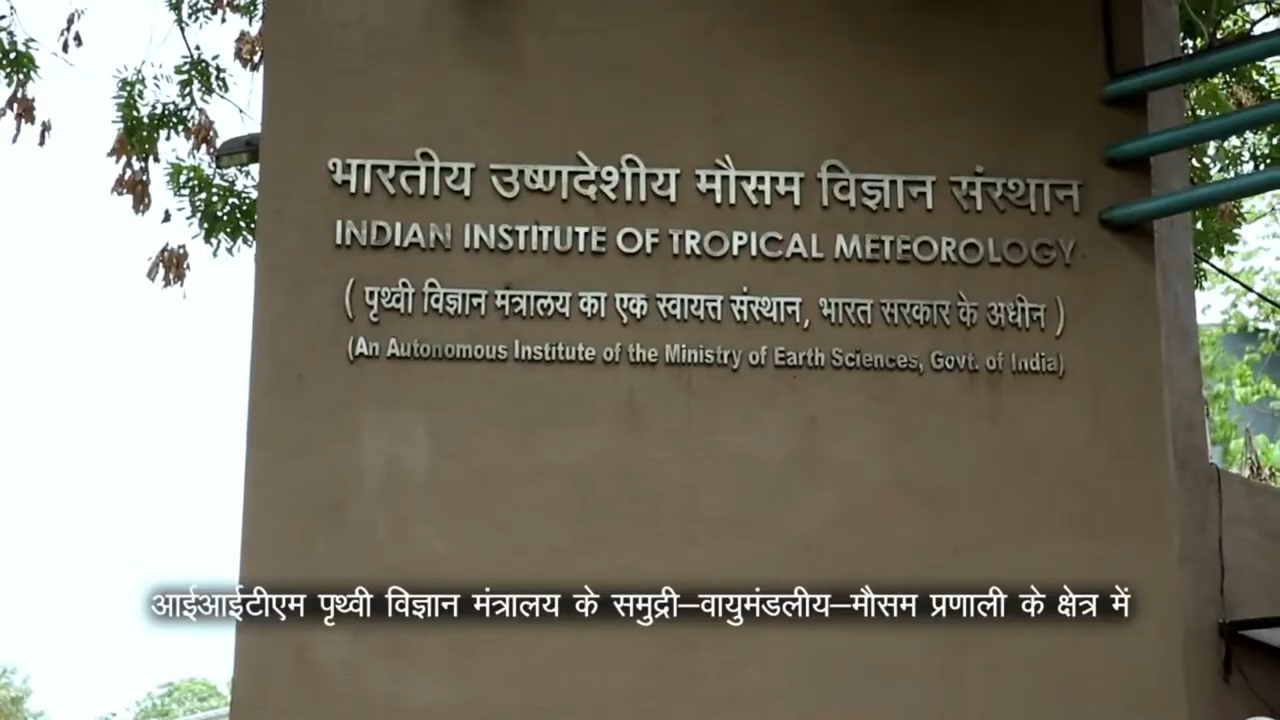 भारतीय उष्णदेशीय मौसम विज्ञान संस्थान
INDIAN INSTITUTE OF TROPICAL METEOROLOGY
( पृथ्वी विज्ञान मंत्रालय का एक स्वायत्त संस्थान, भारत सरकार के अधीन )
(An Autonomous Institute of the Ministry of Earth Sciences, Govt. of India)
आईआईटीएम पृथ्वी विज्ञान मंत्रालय के समुद्री–वायुमंडलीय–मौसम प्रणाली के क्षेत्र में